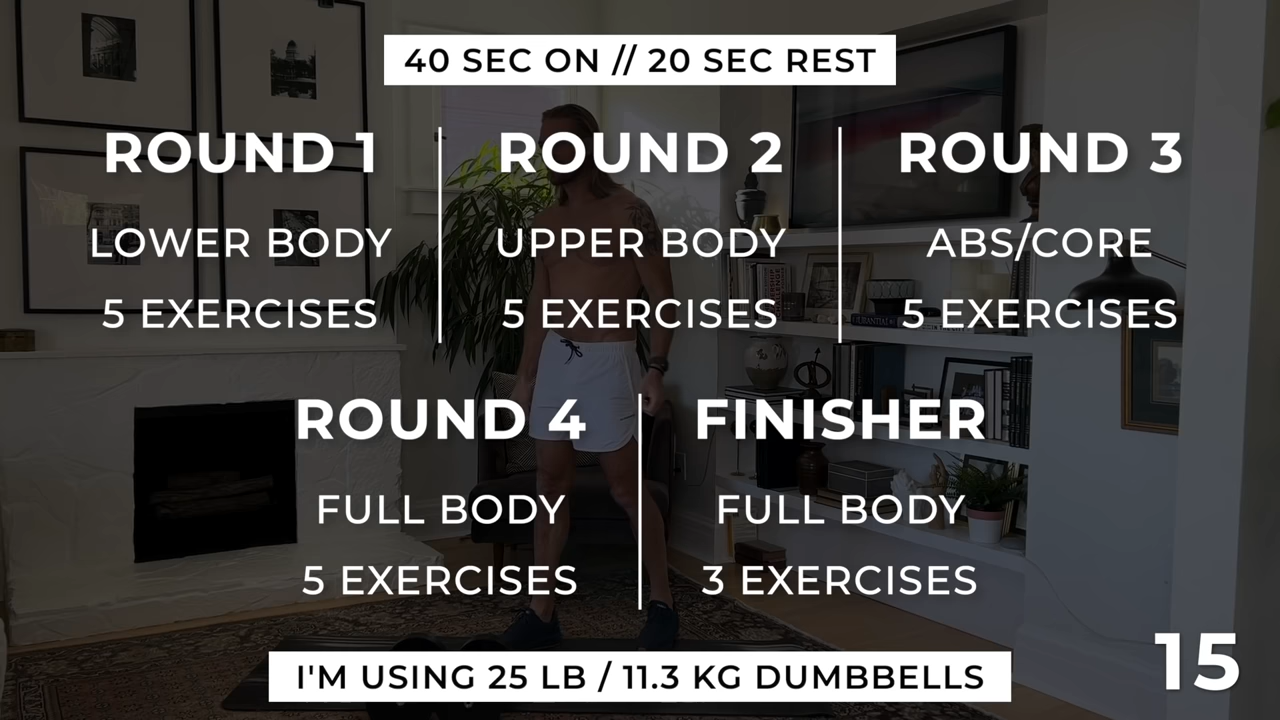 40 SEC ON // 20 SEC REST
ROUND 1
LOWER BODY
5 EXERCISES
ROUND 2
UPPER BODY
5 EXERCISES
ROUND 3
ABS/CORE
5 EXERCISES
ROUND 4
FULL BODY
5 EXERCISES
FINISHER
FULL BODY
3 EXERCISES
I'M USING 25 LB / 11.3 KG DUMBBELLS
15